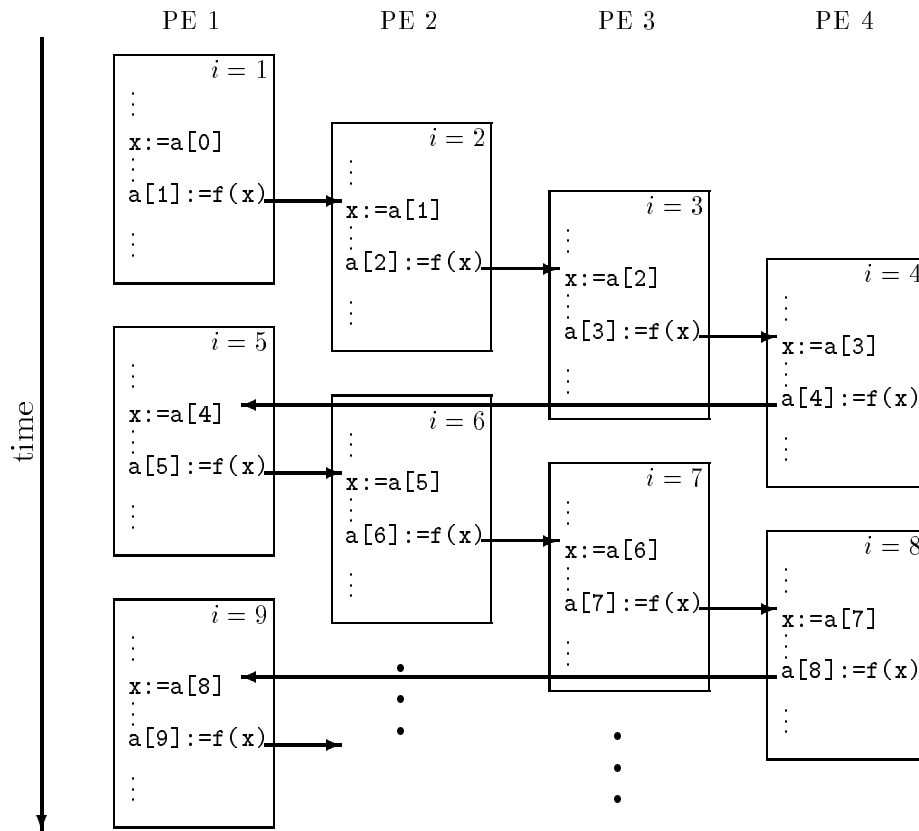 PE 1 PE 2 PE 3 PE 4
time
i = 1
x:=a[0]
a[1]:=f(x)
i = 2
x:=a[1]
a[2]:=f(x)
i = 3
x:=a[2]
a[3]:=f(x)
i = 4
x:=a[3]
a[4]:=f(x)
i = 5
x:=a[4]
a[5]:=f(x)
i = 6
x:=a[5]
a[6]:=f(x)
i = 7
x:=a[6]
a[7]:=f(x)
i = 8
x:=a[7]
a[8]:=f(x)
i = 9
x:=a[8]
a[9]:=f(x)